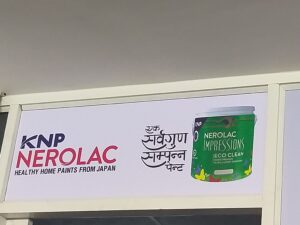 KNP
NEROLAC
HEALTHY HOME PAINTS FROM JAPAN
एक
सर्वगुण
सम्पन्न
पेन्ट
NEROLAC
IMPRESSIONS
ECO CLEAN